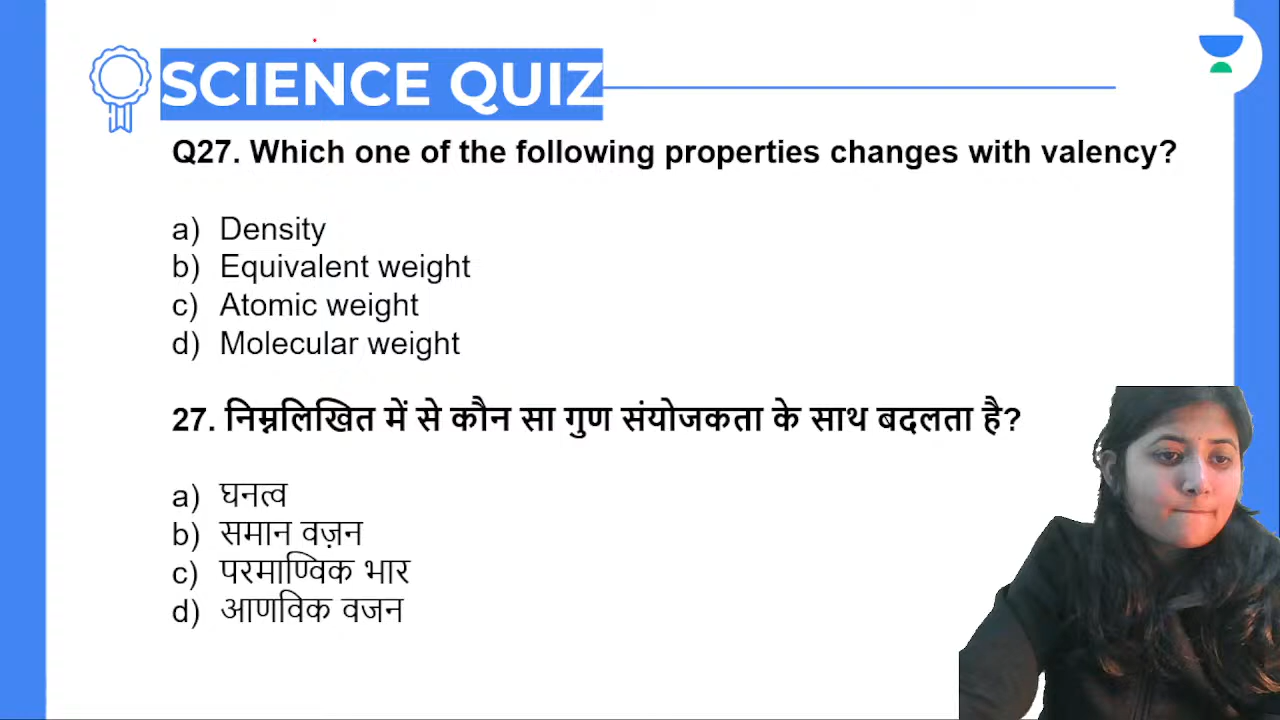 SCIENCE QUIZ
Q27. Which one of the following properties changes with valency?
a) Density
b) Equivalent weight
c) Atomic weight
d) Molecular weight
27. निम्नलिखित में से कौन सा गुण संयोजकता के साथ बदलता है?
a) घनत्व
b) समान वज़न
c) परमाण्विक भार
d) आणविक वजन